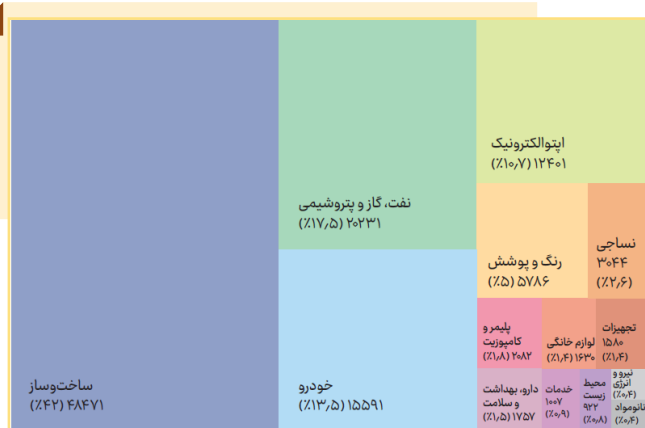 اپتوالکترونیک
۱۲۴۰۱ (٪۱۰٫۷)
نفت، گاز و پتروشیمی
۲۰۲۳۱ (٪۱۷٫۵)
نساجی
۳۰۴۴
(٪۲٫۶)
رنگ و پوشش
۵۷۸۶ (٪۵)
پلیمر و
کامپوزیت
۲۰۸۲ (٪۱٫۸)
لوازم خانگی
۱۶۳۰ (٪۱٫۴)
تجهیزات
۱۵۸۰
(٪۱٫۴)
ساخت‌وساز
۴۸۴۷۱ (٪۴۲)
خودرو
۱۵۵۹۱ (٪۱۳٫۵)
دارو، بهداشت
و سلامت
۱۷۵۷ (٪۱٫۵)
خدمات
۱۰۰۷
(٪۰٫۹)
محیط
زیست
۹۲۲
(٪۰٫۸)
نیرو و
انرژی
(٪۰٫۴)
نانومواد
(٪۰٫۴)